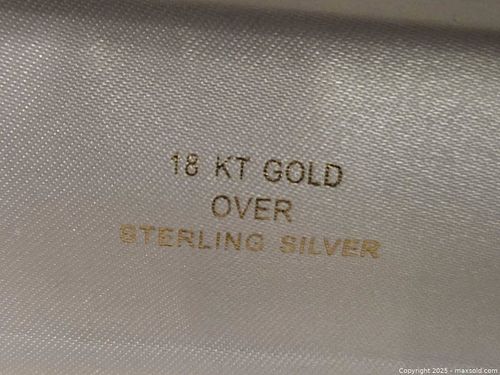 18 KT GOLD
OVER
STERLING SILVER
Copyright 2025 - maxsold.com